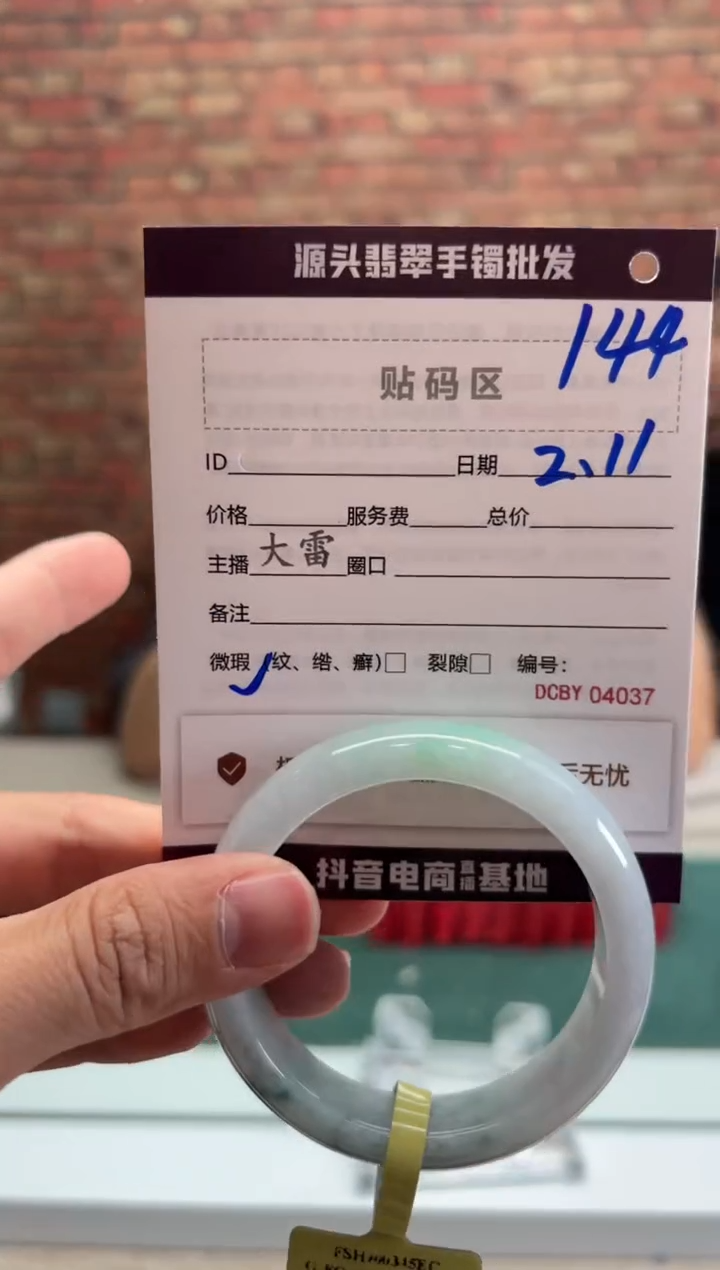 源头翡翠手镯批发
144
贴码区
ID 日期 2、11
价格 服务费 总价
主播 大雷 圈口
备注
微瑕 (纹、绺、癣)□ 裂隙□ 编号：
DCBY 04037
无忧
抖音电商直播基地